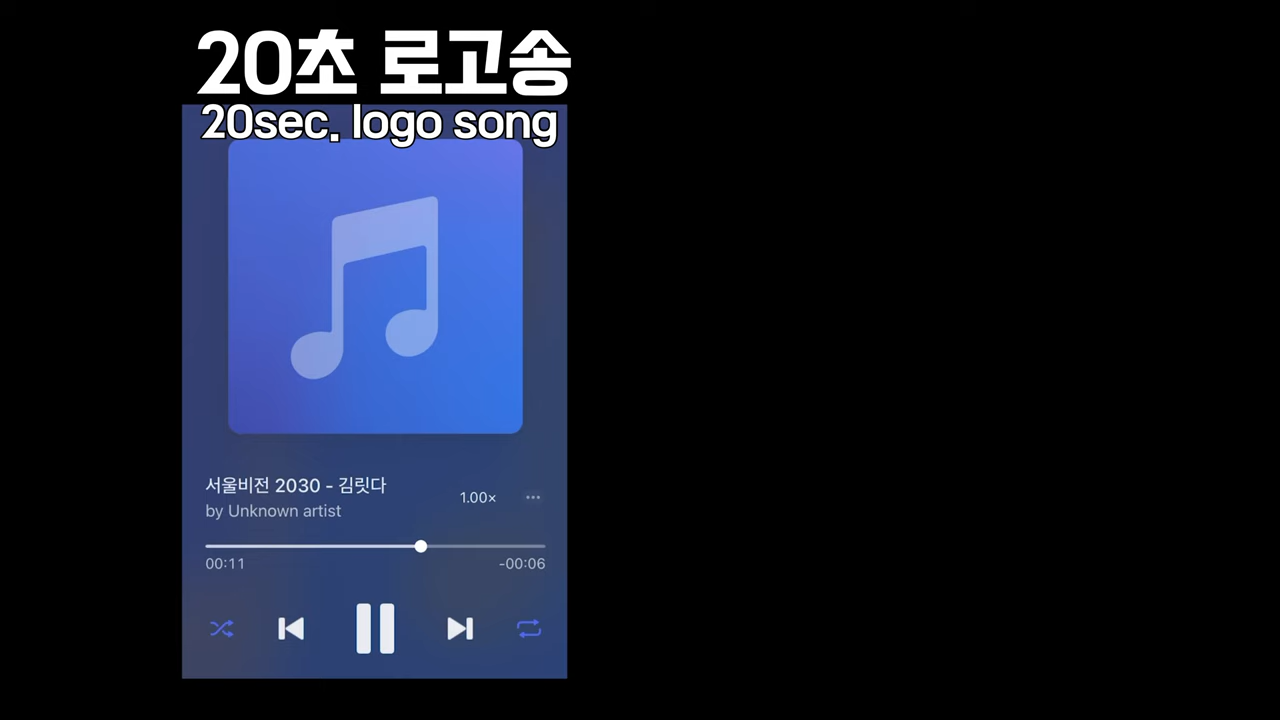 20초 로고송
20sec. logo song
서울비전 2030 - 김릿다
by Unknown artist
1.00×
00:11
-00:06